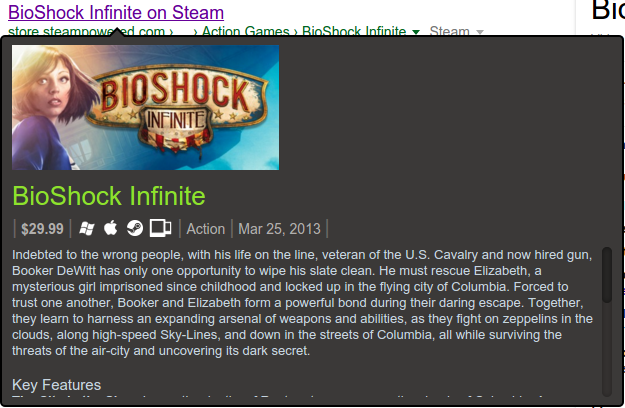 BioShock Infinite on Steam
Bio
store.steampowered.com › ... › Action Games › BioShock Infinite ▼ Steam ▼
BIOSHOCK
INFINITE
BioShock Infinite
| $29.99 | | Action | Mar 25, 2013 |
Indebted to the wrong people, with his life on the line, veteran of the U.S. Cavalry and now hired gun,
Booker DeWitt has only one opportunity to wipe his slate clean. He must rescue Elizabeth, a
mysterious girl imprisoned since childhood and locked up in the flying city of Columbia. Forced to
trust one another, Booker and Elizabeth form a powerful bond during their daring escape. Together,
they learn to harness an expanding arsenal of weapons and abilities, as they fight on zeppelins in the
clouds, along high-speed Sky-Lines, and down in the streets of Columbia, all while surviving the
threats of the air-city and uncovering its dark secret.
Key Features